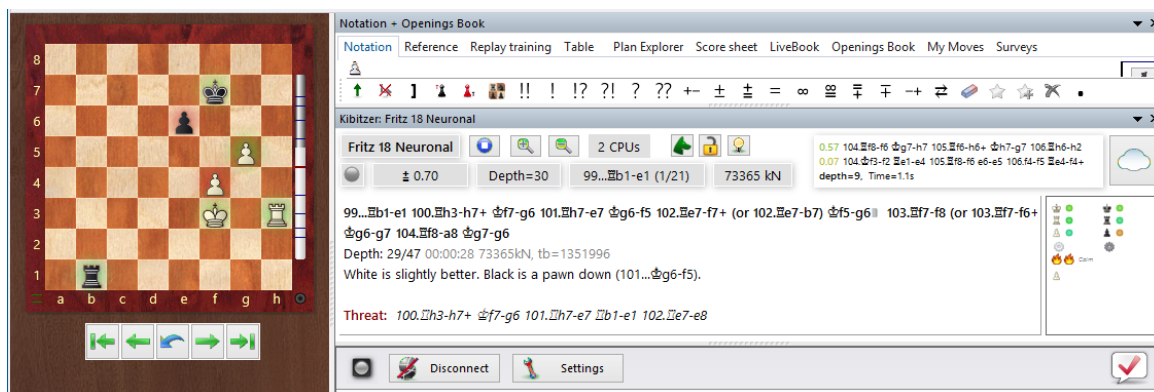 Notation + Openings Book
Notation Reference Replay training Table Plan Explorer Score sheet LiveBook Openings Book My Moves Surveys
] !! ! !? ?! ? ?? +− ± ± = ∞ −+
Kibitzer: Fritz 18 Neuronal
Fritz 18 Neuronal 2 CPUs
± 0.70 Depth=30 99...♖b1-e1 (1/21) 73365 kN
0.57 104.♖f8-f6 ♔g7-h7 105.♖f6-h6+ ♔h7-g7 106.♖h6-h2
0.07 104.♔f3-f2 ♖e1-e4 105.♖f8-f6 e6-e5 106.f4-f5 ♖e4-f4+
depth=9, Time=1.1s
99...♖b1-e1 100.♖h3-h7+ ♔f7-g6 101.♖h7-e7 ♔g6-f5 102.♖e7-f7+ (or 102.♖e7-b7) ♔f5-g6 103.♖f7-f8 (or 103.♖f7-f6+
♔g6-g7 104.♖f8-a8 ♔g7-g6
Depth: 29/47 00:00:28 73365kN, tb=1351996
White is slightly better. Black is a pawn down (101...♔g6-f5).
Threat: 100.♖h3-h7+ ♔f7-g6 101.♖h7-e7 ♖b1-e1 102.♖e7-e8
Calm
Disconnect Settings
8
7
6
5
4
3
2
1
a b c d e f g h